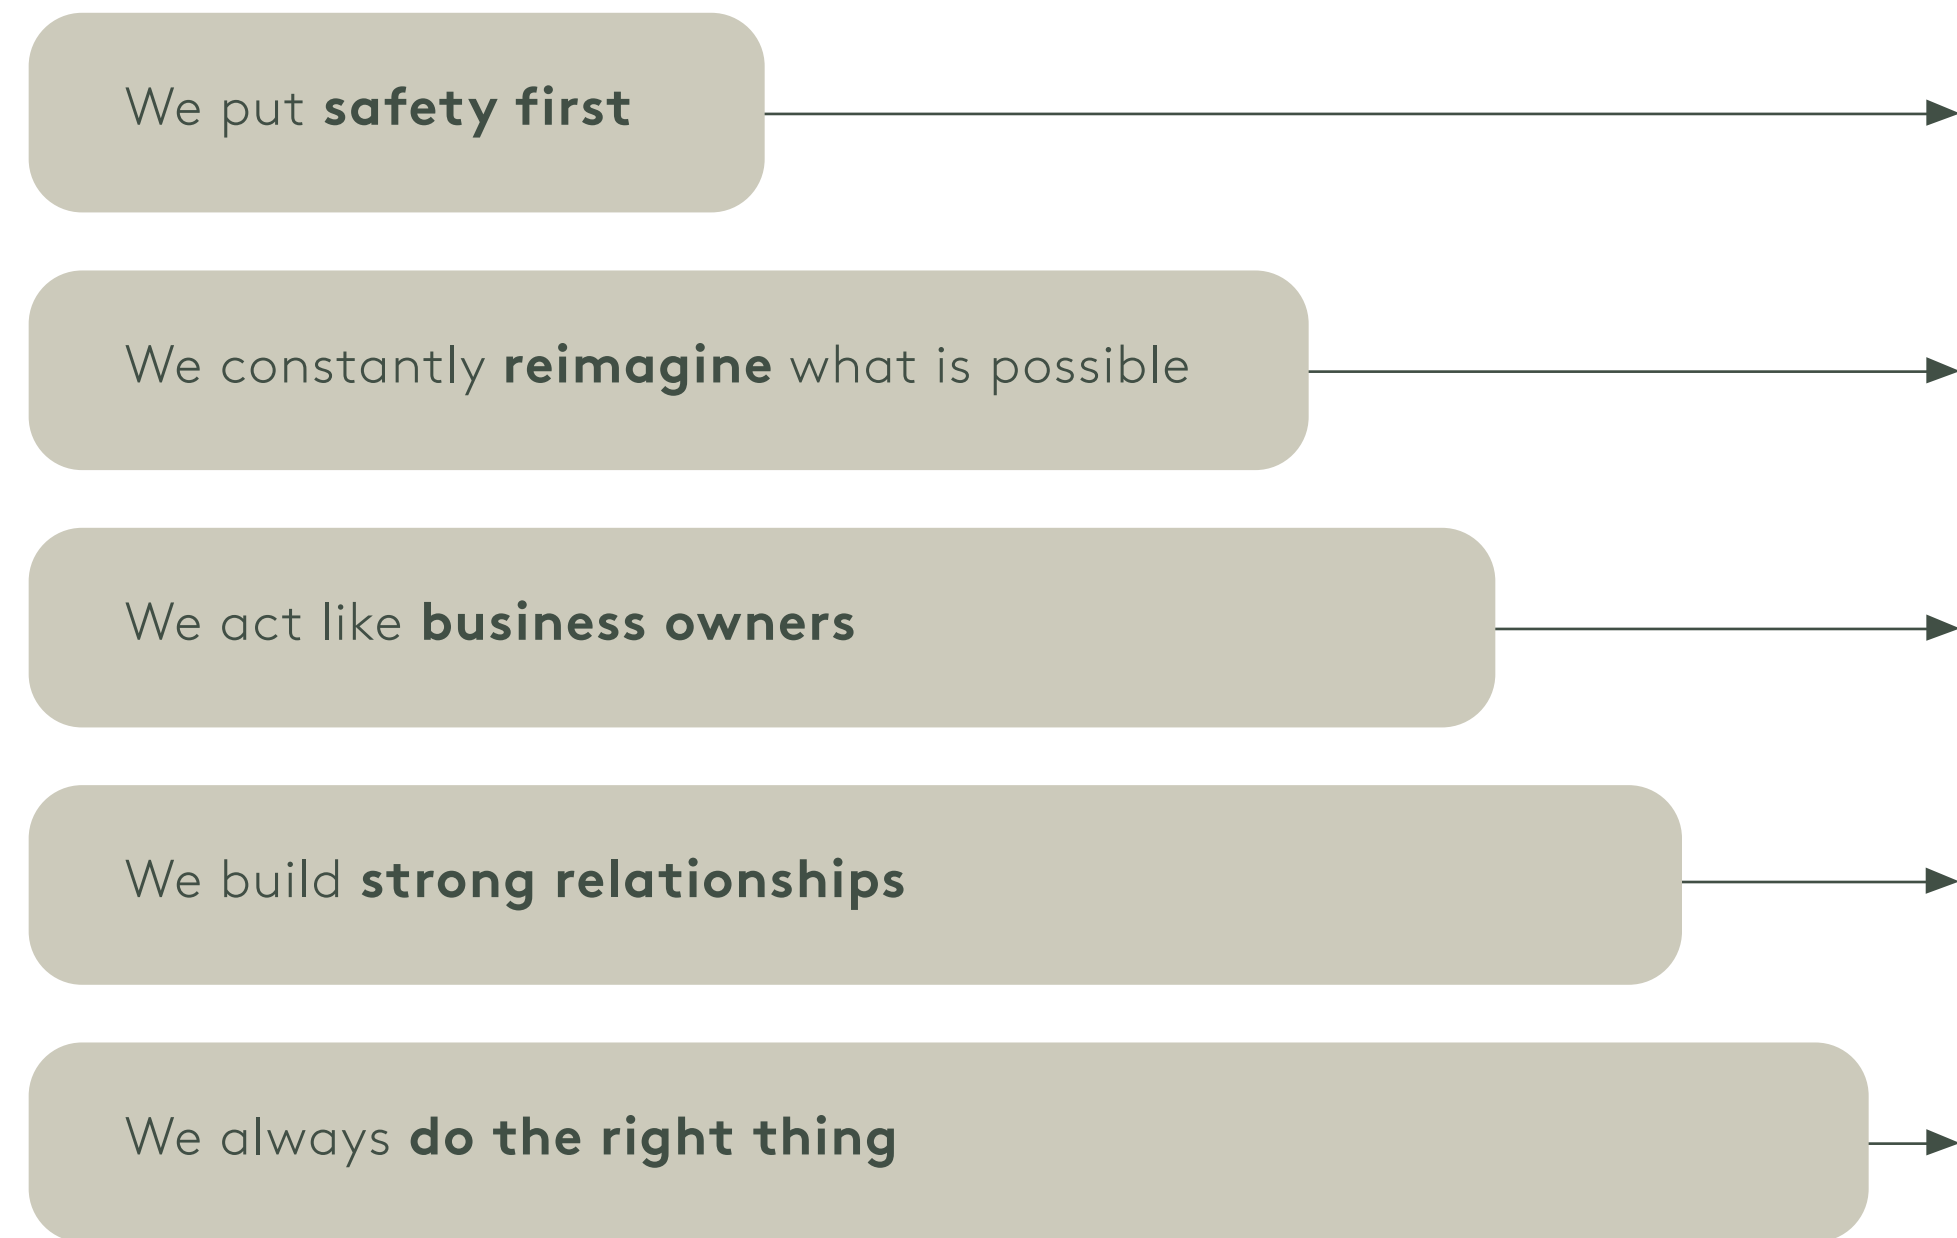 We put safety first
We constantly reimagine what is possible
We act like business owners
We build strong relationships
We always do the right thing